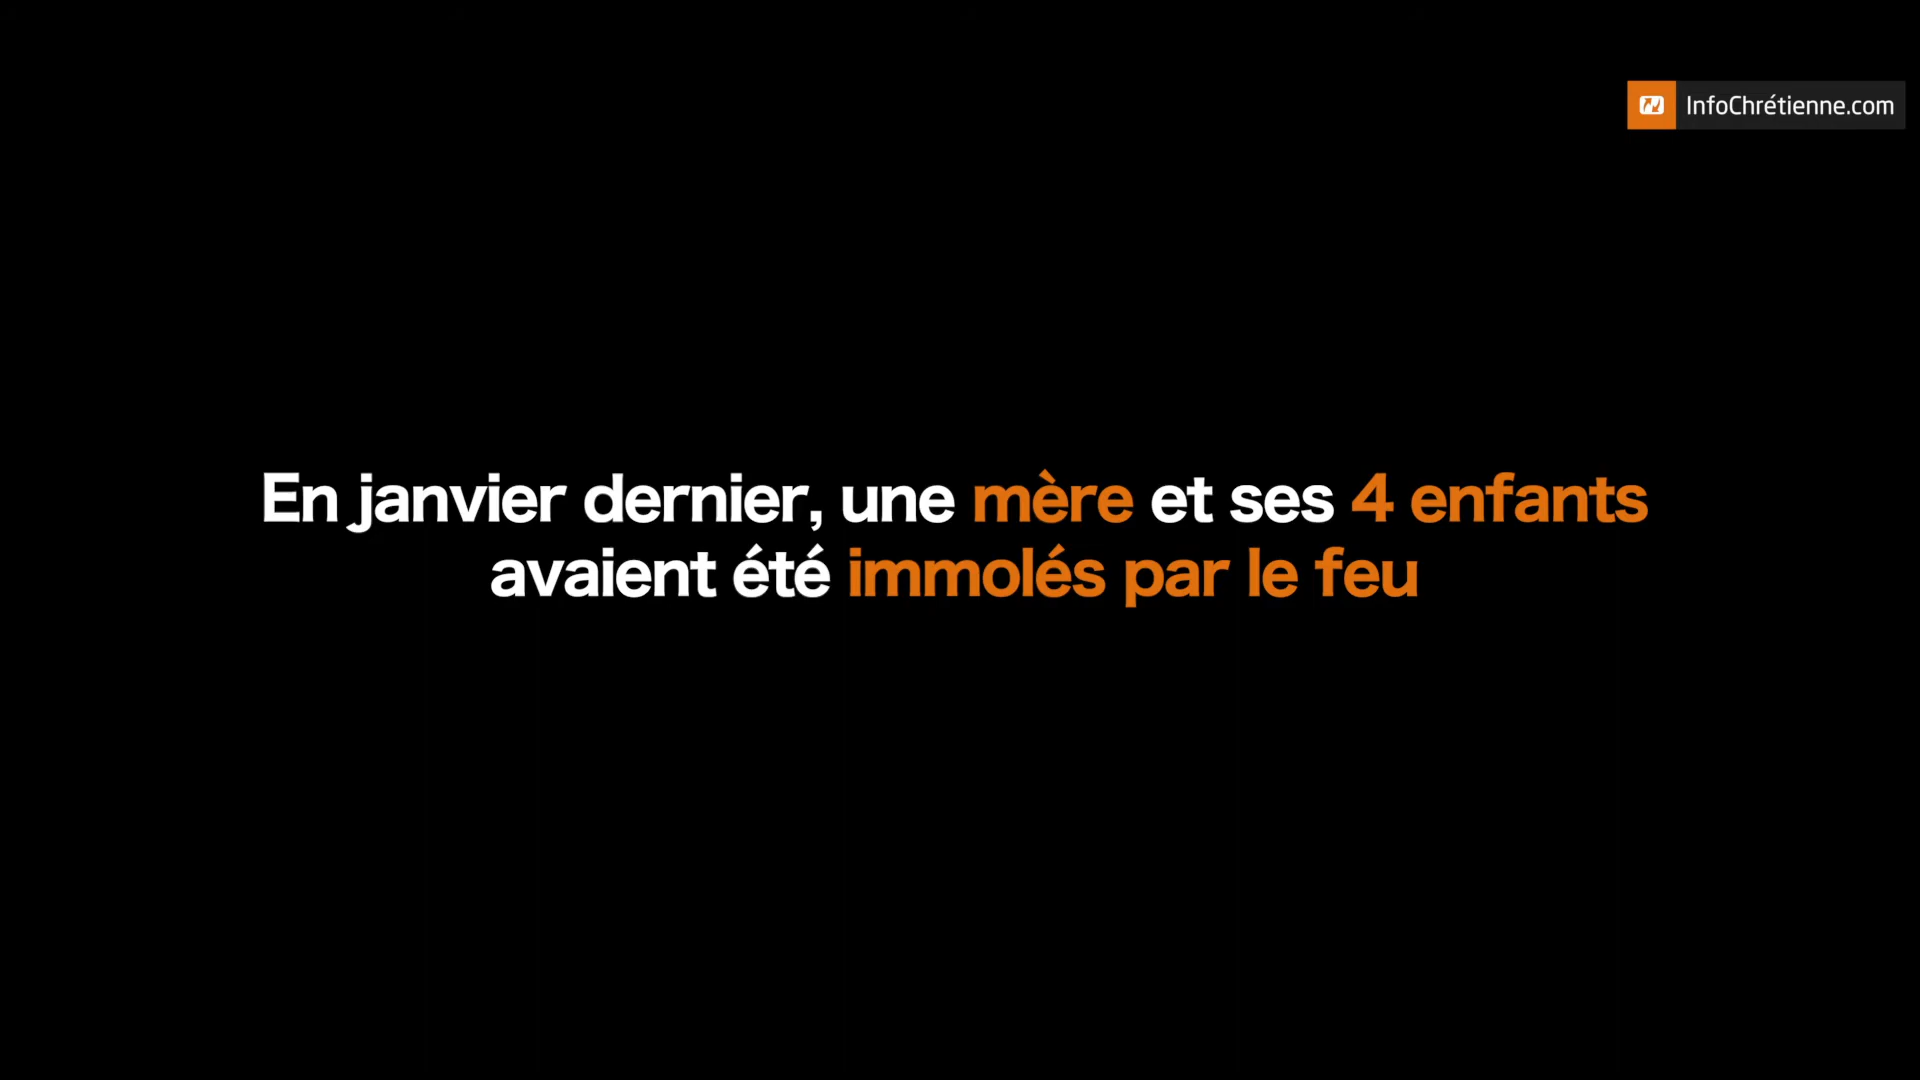 InfoChrétienne.com
En janvier dernier, une mère et ses 4 enfants
avaient été immolés par le feu